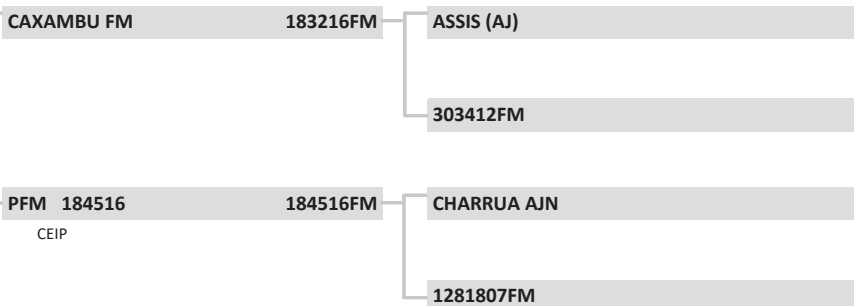 CAXAMBU FM 183216FM ASSIS (AJ)
303412FM
PFM 184516 184516FM CHARRUA AJN
CEIP
1281807FM